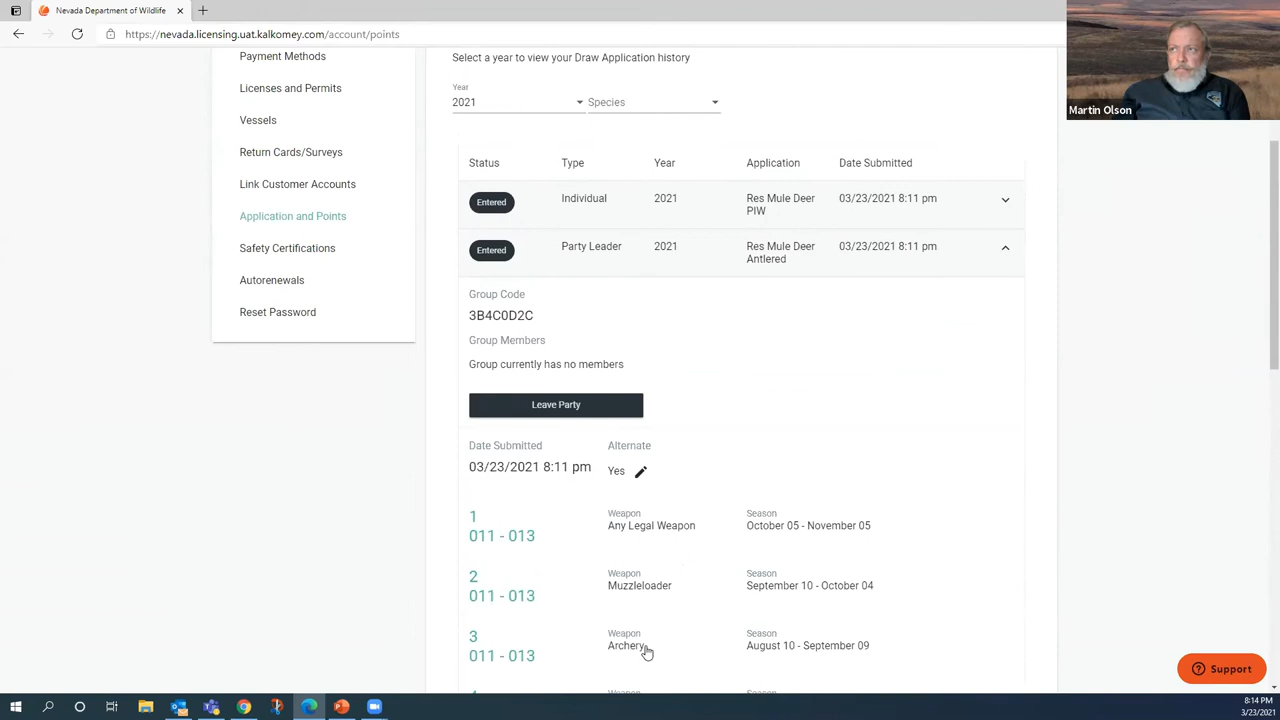 Nevada Department of Wildlife
https://nevada.licensing.uat.kalkomey.com/account/points
Martin Olson
Payment Methods
Licenses and Permits
Vessels
Return Cards/Surveys
Link Customer Accounts
Application and Points
Safety Certifications
Autorenewals
Reset Password
Select a year to view your Draw Application history
Year
2021
Species
Status Type Year Application Date Submitted
Entered Individual 2021 Res Mule Deer 03/23/2021 8:11 pm
PIW
Entered Party Leader 2021 Res Mule Deer 03/23/2021 8:11 pm
Antlered
Group Code
3B4C0D2C
Group Members
Group currently has no members
Leave Party
Date Submitted Alternate
03/23/2021 8:11 pm Yes
1 Weapon Season
011 - 013 Any Legal Weapon October 05 - November 05
2 Weapon Season
011 - 013 Muzzleloader September 10 - October 04
3 Weapon Season
011 - 013 Archery August 10 - September 09
Support
8:14 PM
3/23/2021